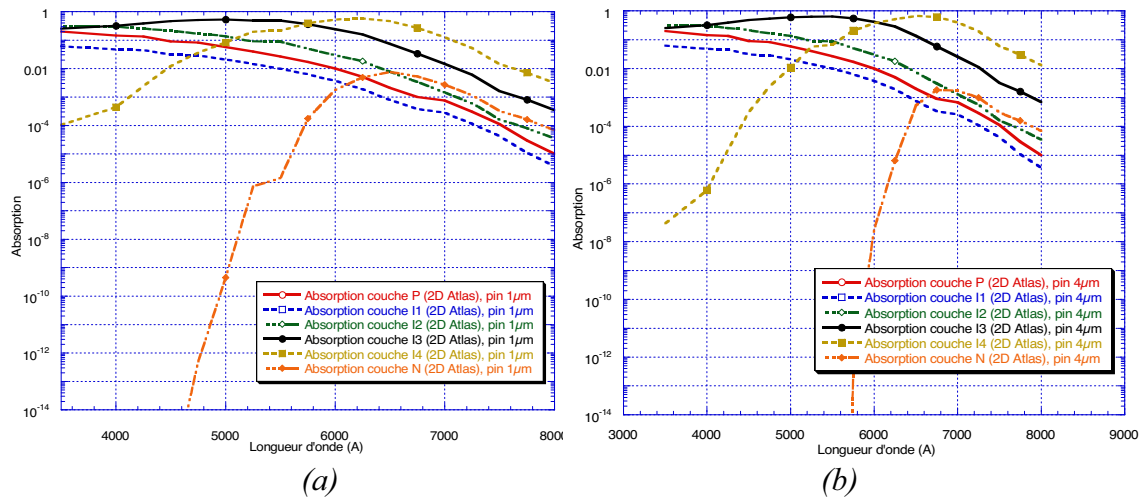 1
0.01
10-4
10-6
10-8
10-10
10-12
10-14
Absorption
Absorption couche P (2D Atlas), pin 1µm
Absorption couche I1 (2D Atlas), pin 1µm
Absorption couche I2 (2D Atlas), pin 1µm
Absorption couche I3 (2D Atlas), pin 1µm
Absorption couche I4 (2D Atlas), pin 1µm
Absorption couche N (2D Atlas), pin 1µm
4000 5000 6000 7000 8000
Longueur d'onde (A)
(a)
1
0.01
10-4
10-6
10-8
10-10
10-12
10-14
Absorption
Absorption couche P (2D Atlas), pin 4µm
Absorption couche I1 (2D Atlas), pin 4µm
Absorption couche I2 (2D Atlas), pin 4µm
Absorption couche I3 (2D Atlas), pin 4µm
Absorption couche I4 (2D Atlas), pin 4µm
Absorption couche N (2D Atlas), pin 4µm
3000 4000 5000 6000 7000 8000 9000
Longueur d'onde (A)
(b)